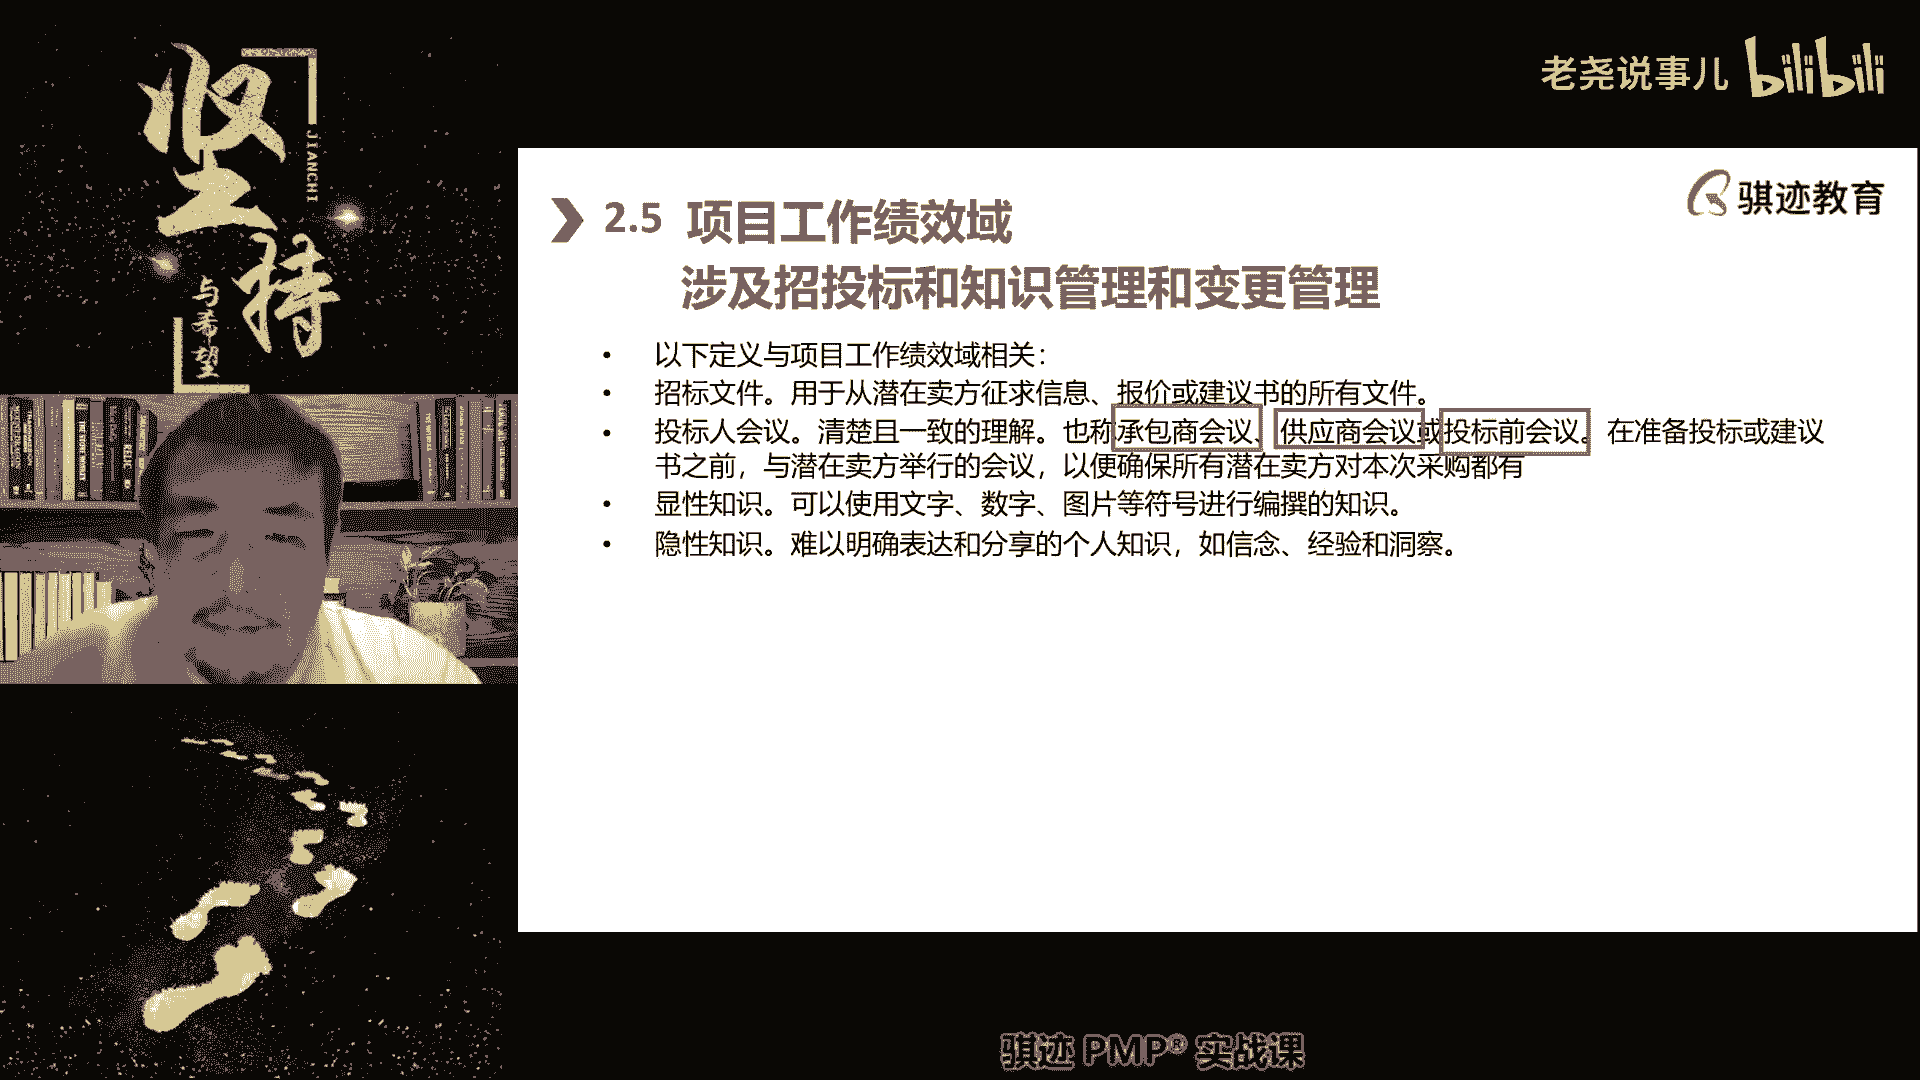 坚持
JIANCHI
与希望
老尧说事儿 bilibili
骐迹教育
2.5 项目工作绩效域
涉及招投标和知识管理和变更管理
• 以下定义与项目工作绩效域相关：
• 招标文件。用于从潜在卖方征求信息、报价或建议书的所有文件。
• 投标人会议。清楚且一致的理解。也称承包商会议、供应商会议或投标前会议。在准备投标或建议
书之前，与潜在卖方举行的会议，以便确保所有潜在卖方对本次采购都有
• 显性知识。可以使用文字、数字、图片等符号进行编撰的知识。
• 隐性知识。难以明确表达和分享的个人知识，如信念、经验和洞察。
骐迹 PMP® 实战课